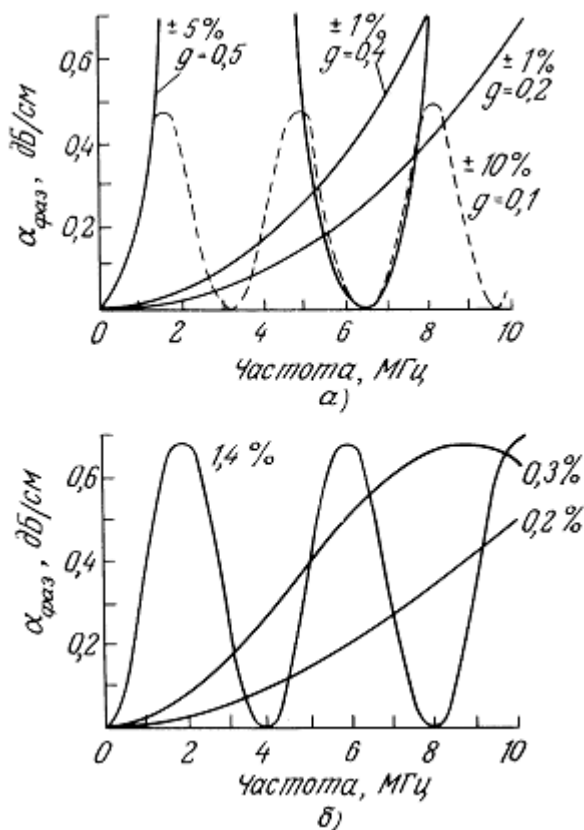 ± 5%
g=0,5
± 1%
g=0,4
± 1%
g=0,2
± 10%
g=0,1
0,6
0,4
0,2
α фаз, дБ/см
0 2 4 6 8 10
Частота, МГц
а)
1,4 %
0,3%
0,2%
0,6
0,4
0,2
α фаз, дБ/см
0 2 4 6 8 10
Частота, МГц
б)